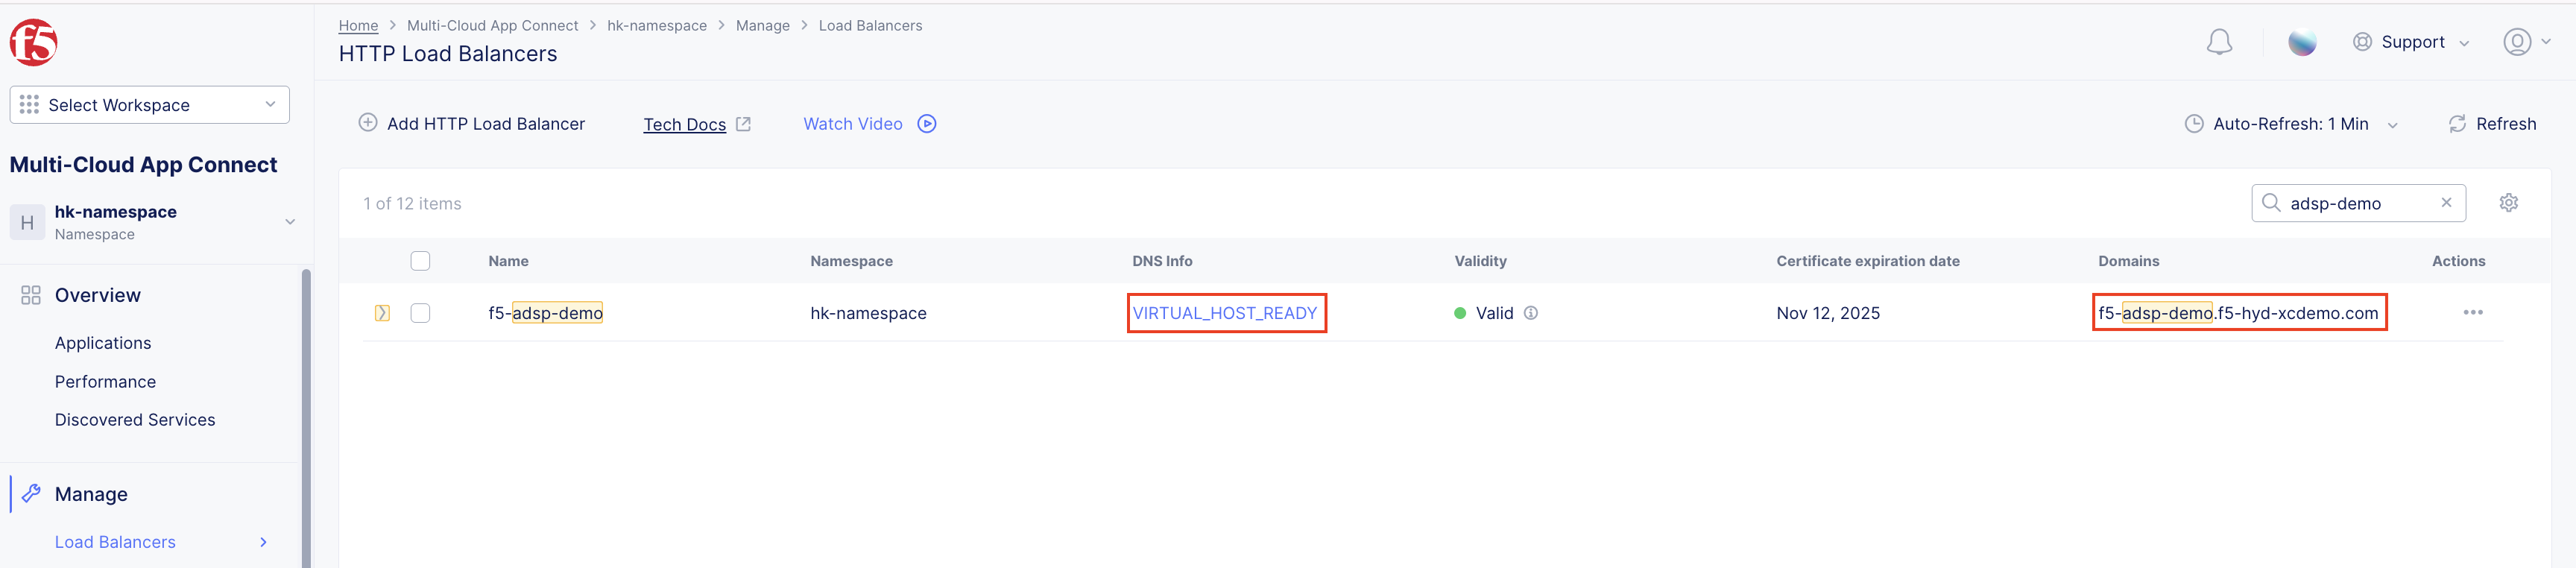 f5
Select Workspace
Multi-Cloud App Connect
H
hk-namespace
Namespace
Overview
Applications
Performance
Discovered Services
Manage
Load Balancers
Home > Multi-Cloud App Connect > hk-namespace > Manage > Load Balancers
HTTP Load Balancers
Support
Add HTTP Load Balancer
Tech Docs
Watch Video
Auto-Refresh: 1 Min
Refresh
1 of 12 items
adsp-demo
Name Namespace DNS Info Validity Certificate expiration date Domains Actions
f5-adsp-demo hk-namespace VIRTUAL_HOST_READY Valid Nov 12, 2025 f5-adsp-demo.f5-hyd-xcdemo.com